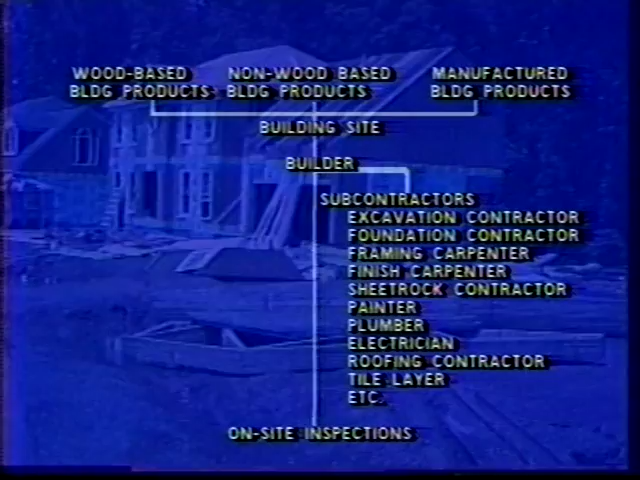 WOOD-BASED NON-WOOD BASED MANUFACTURED
BLDG PRODUCTS BLDG PRODUCTS BLDG PRODUCTS
BUILDING SITE
BUILDER
SUBCONTRACTORS
EXCAVATION CONTRACTOR
FOUNDATION CONTRACTOR
FRAMING CARPENTER
FINISH CARPENTER
SHEETROCK CONTRACTOR
PAINTER
PLUMBER
ELECTRICIAN
ROOFING CONTRACTOR
TILE LAYER
ETC.
ON-SITE INSPECTIONS